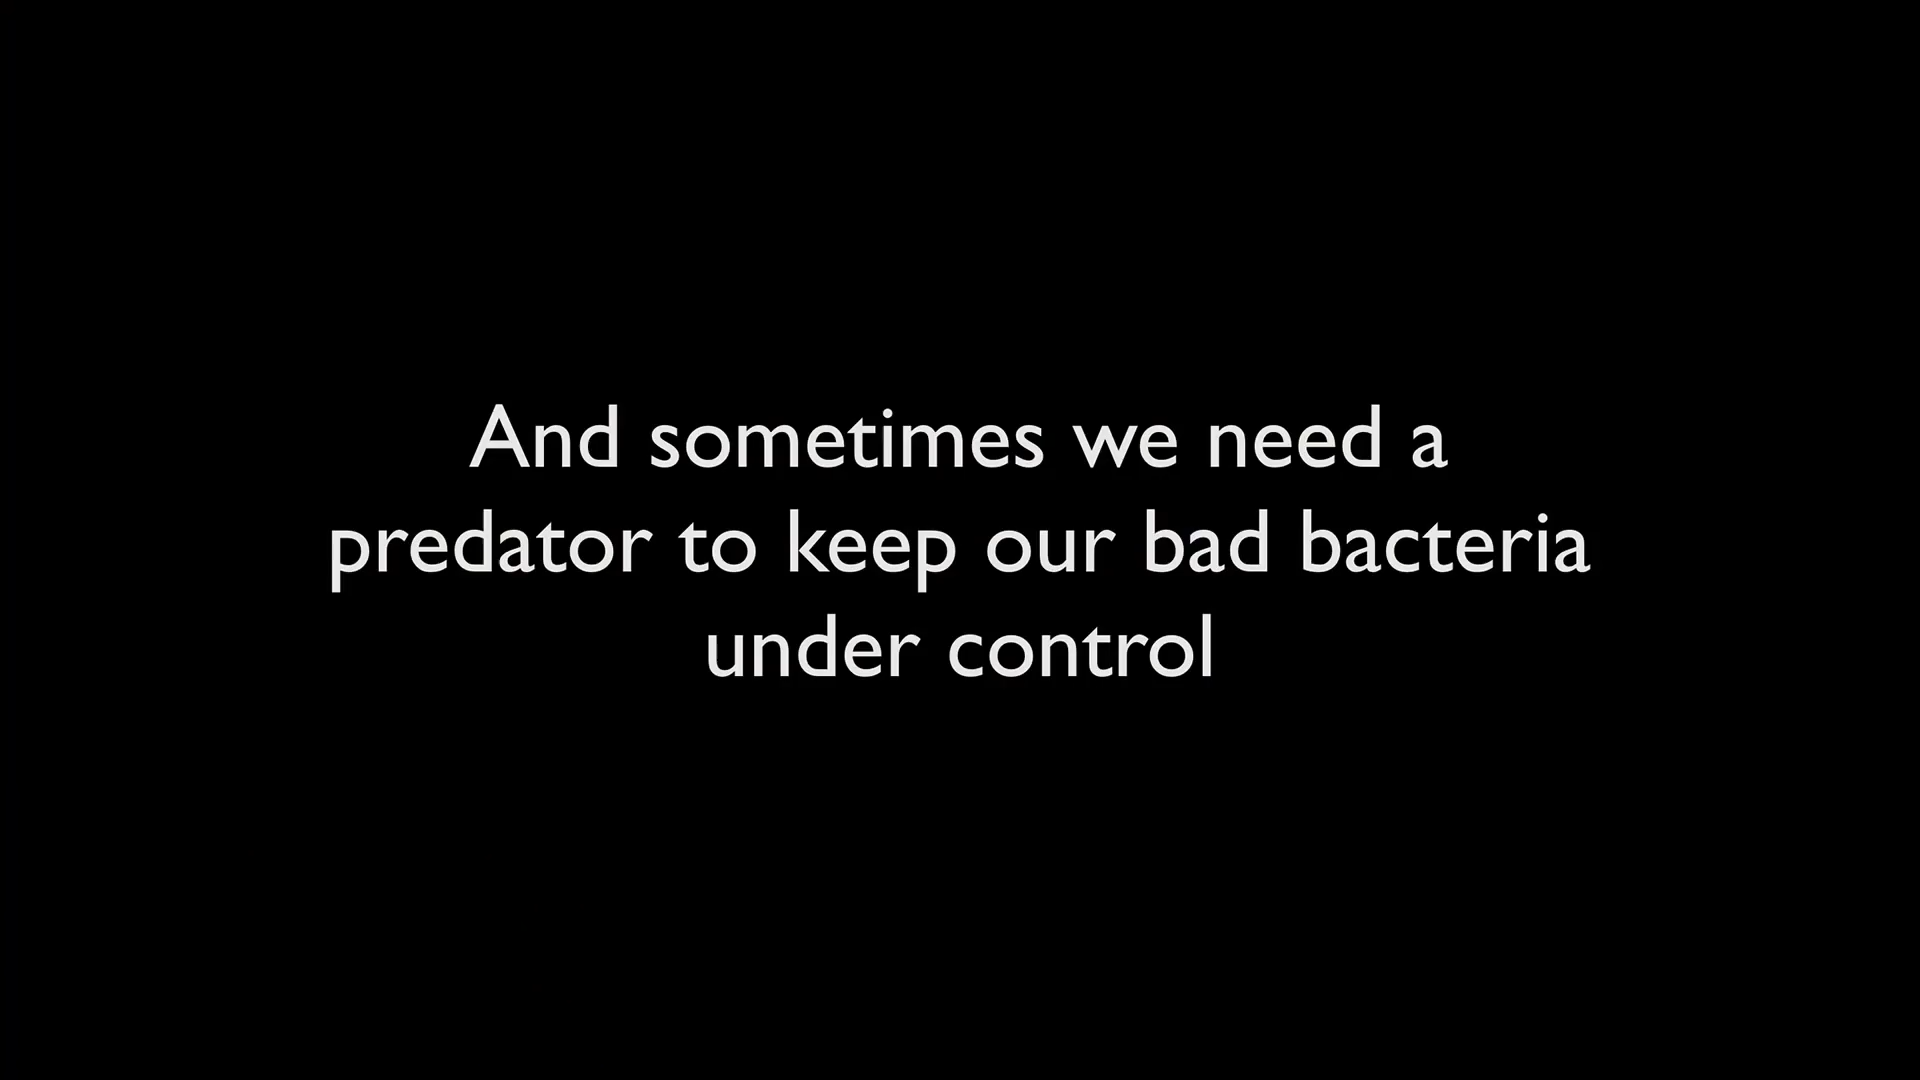 And sometimes we need a
predator to keep our bad bacteria
under control